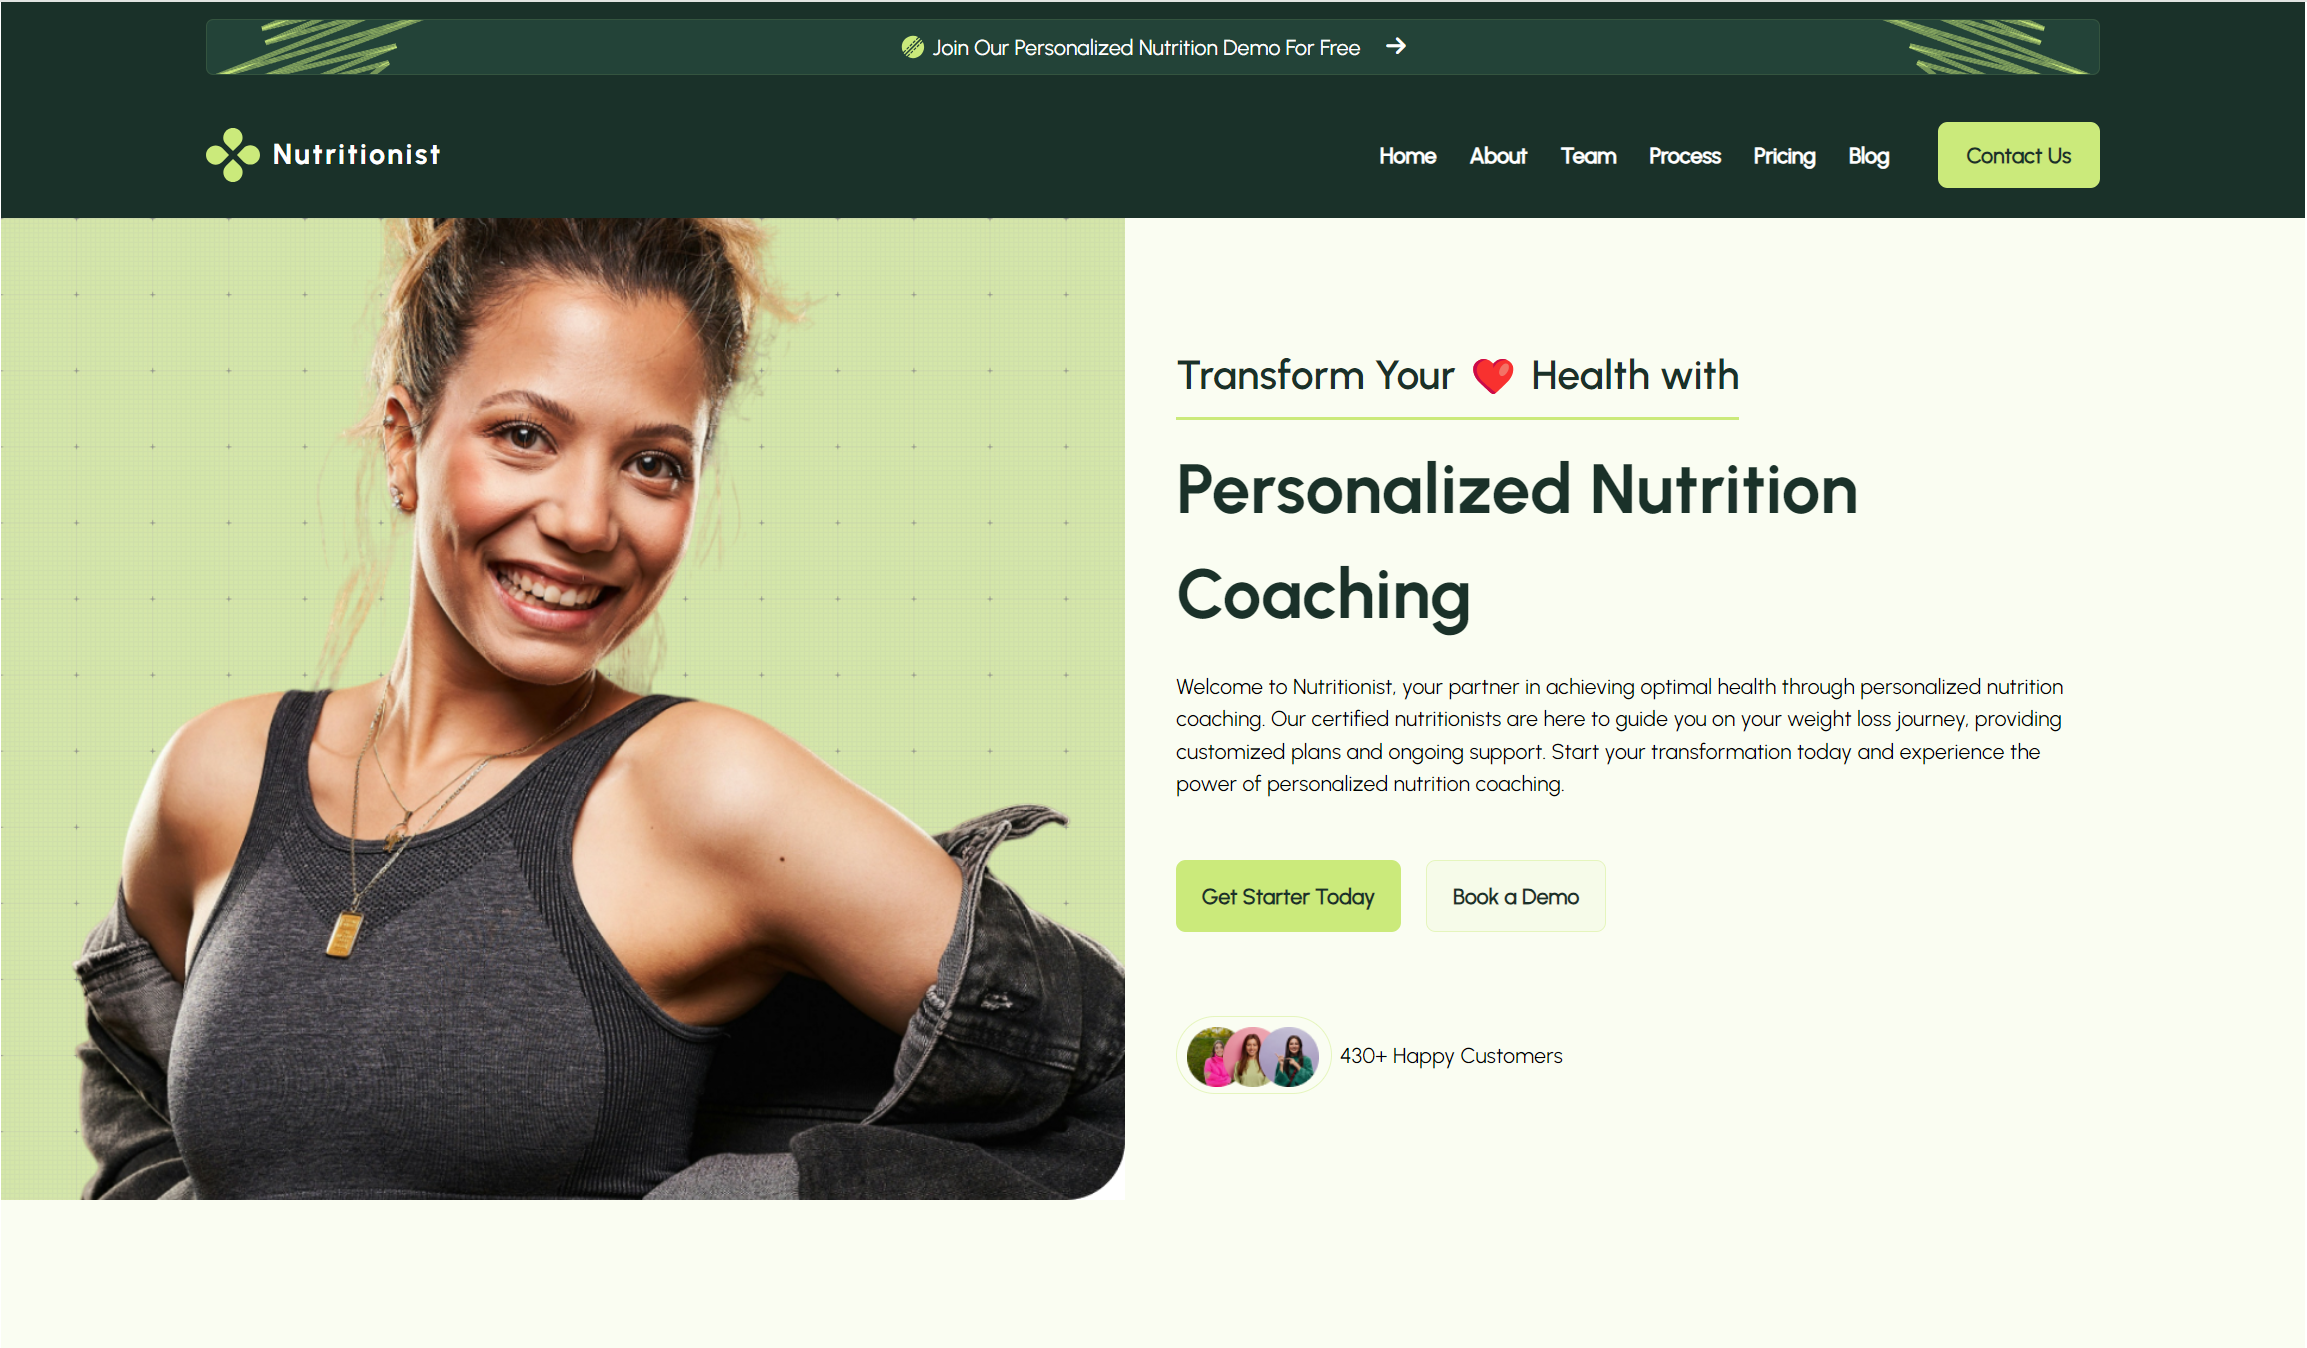 Join Our Personalized Nutrition Demo For Free
Nutritionist
Home About Team Process Pricing Blog Contact Us
Transform Your ❤️ Health with
Personalized Nutrition
Coaching
Welcome to Nutritionist, your partner in achieving optimal health through personalized nutrition
coaching. Our certified nutritionists are here to guide you on your weight loss journey, providing
customized plans and ongoing support. Start your transformation today and experience the
power of personalized nutrition coaching.
Get Starter Today Book a Demo
430+ Happy Customers